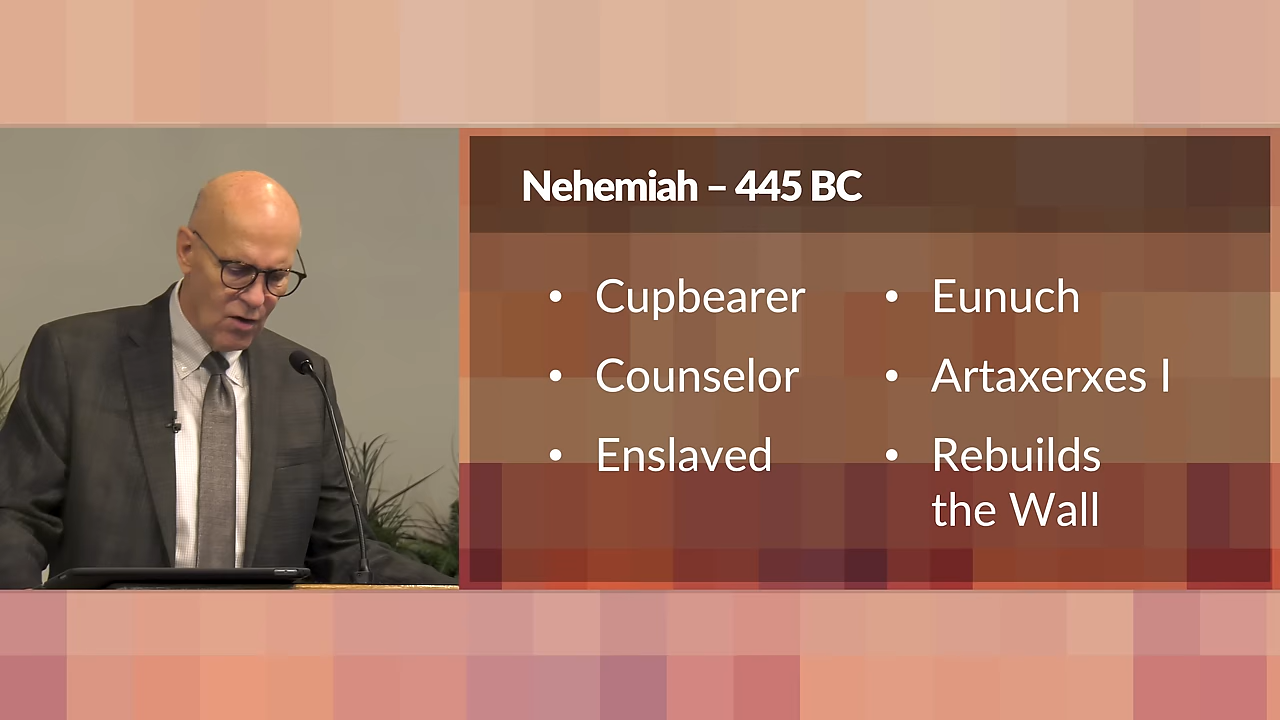 Nehemiah – 445 BC
• Cupbearer
• Counselor
• Enslaved
• Eunuch
• Artaxerxes I
• Rebuilds
the Wall